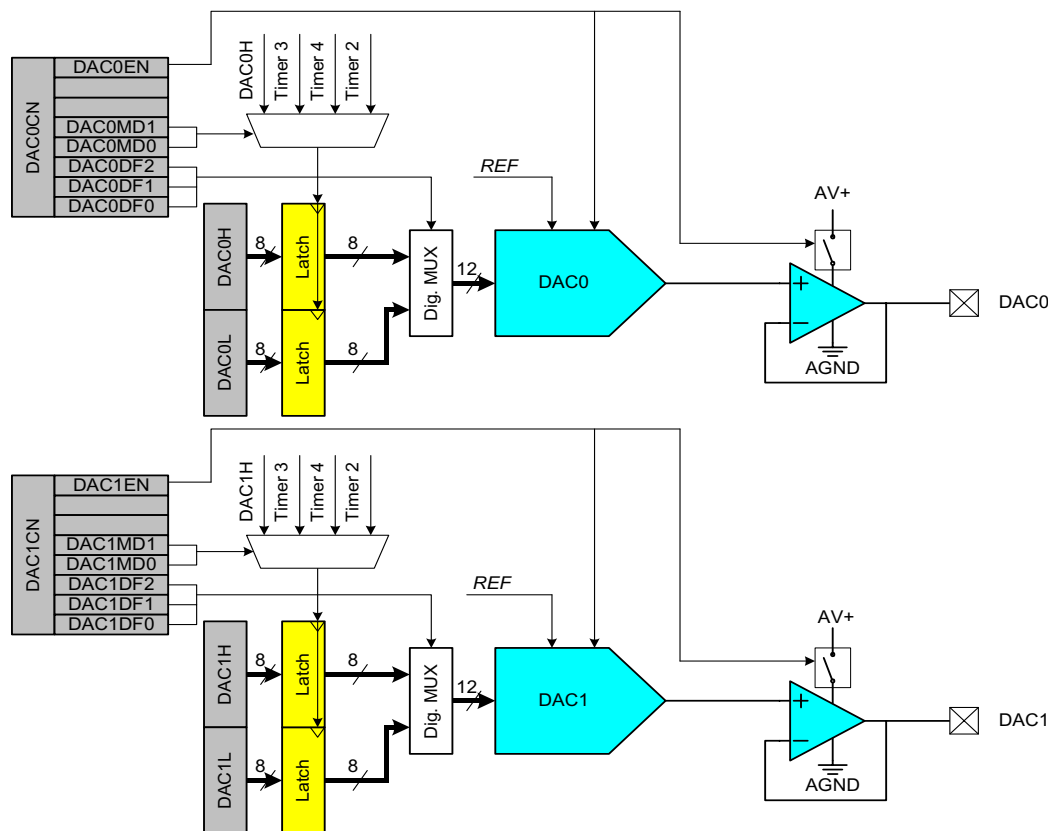 DAC0CN
DAC0EN
DAC0MD1
DAC0MD0
DAC0DF2
DAC0DF1
DAC0DF0
DAC0H
Timer 3
Timer 4
Timer 2
REF
AV+
DAC0H
8
Latch
8
Dig. MUX
12
DAC0
+
−
DAC0
DAC0L
8
Latch
8
AGND
DAC1CN
DAC1EN
DAC1MD1
DAC1MD0
DAC1DF2
DAC1DF1
DAC1DF0
DAC1H
Timer 3
Timer 4
Timer 2
REF
AV+
DAC1H
8
Latch
8
Dig. MUX
12
DAC1
+
−
DAC1
DAC1L
8
Latch
8
AGND